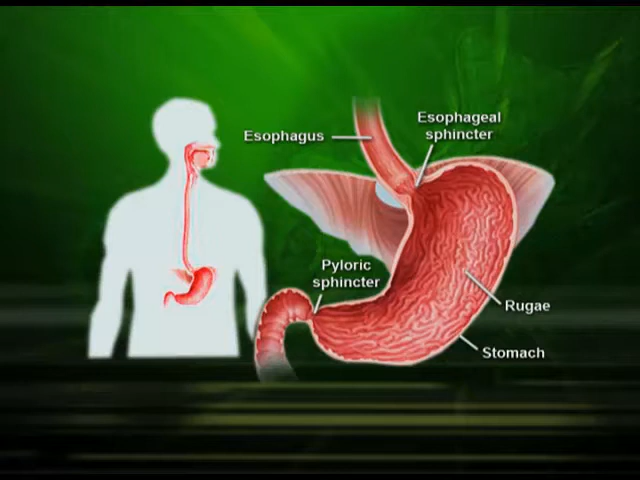 Esophageal
sphincter
Esophagus
Pyloric
sphincter
Rugae
Stomach